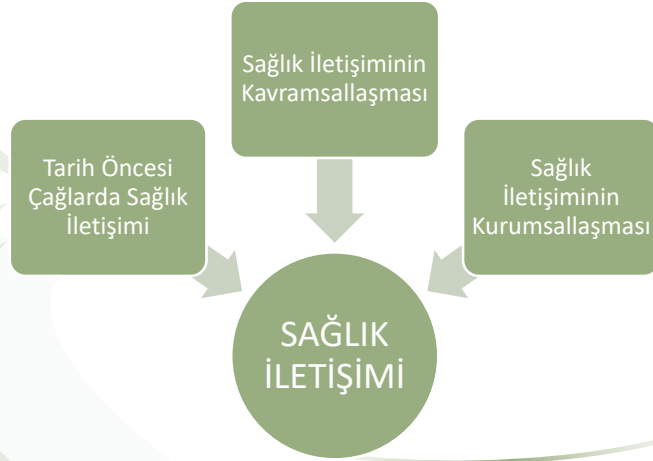 Sağlık İletişiminin
Kavramsallaşması
Tarih Öncesi
Çağlarda Sağlık
İletişimi
Sağlık
İletişiminin
Kurumsallaşması
SAĞLIK
İLETİŞİMİ